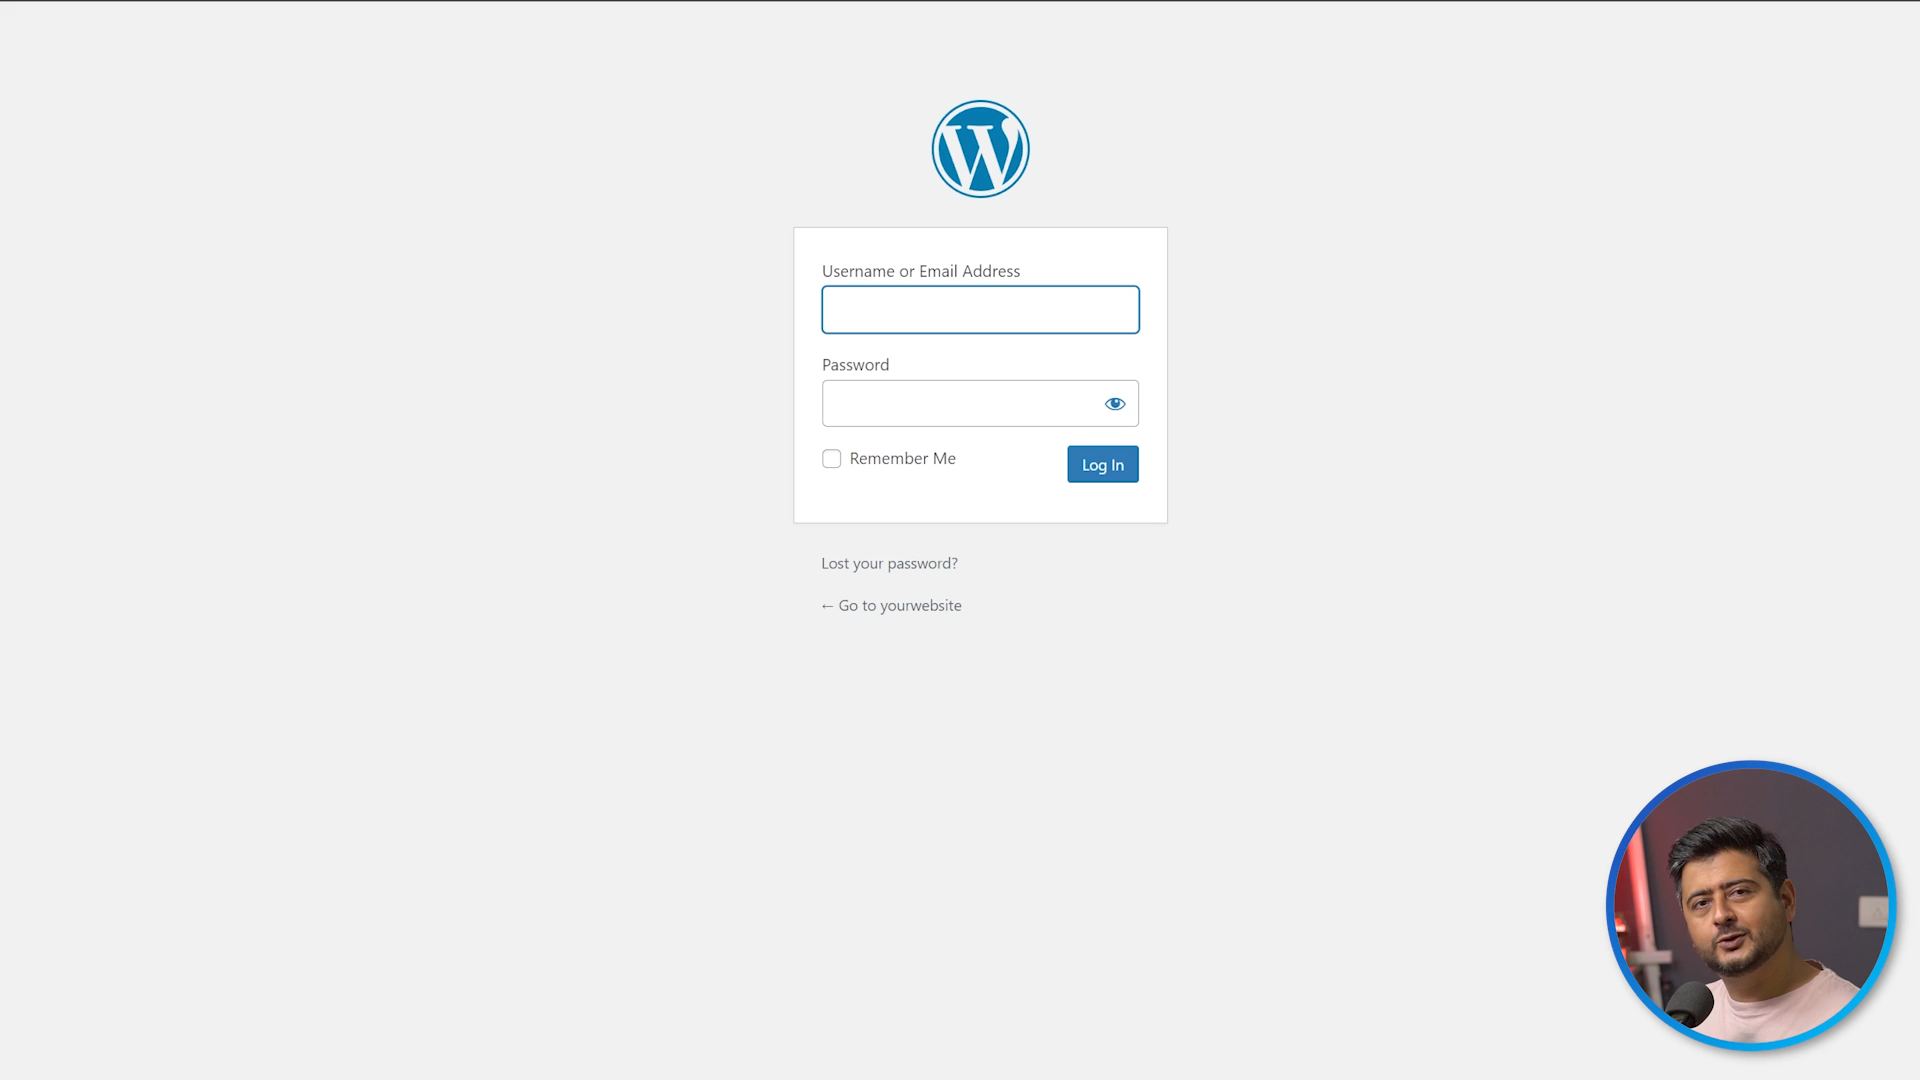 Username or Email Address
Password
Remember Me
Log In
Lost your password?
← Go to yourwebsite